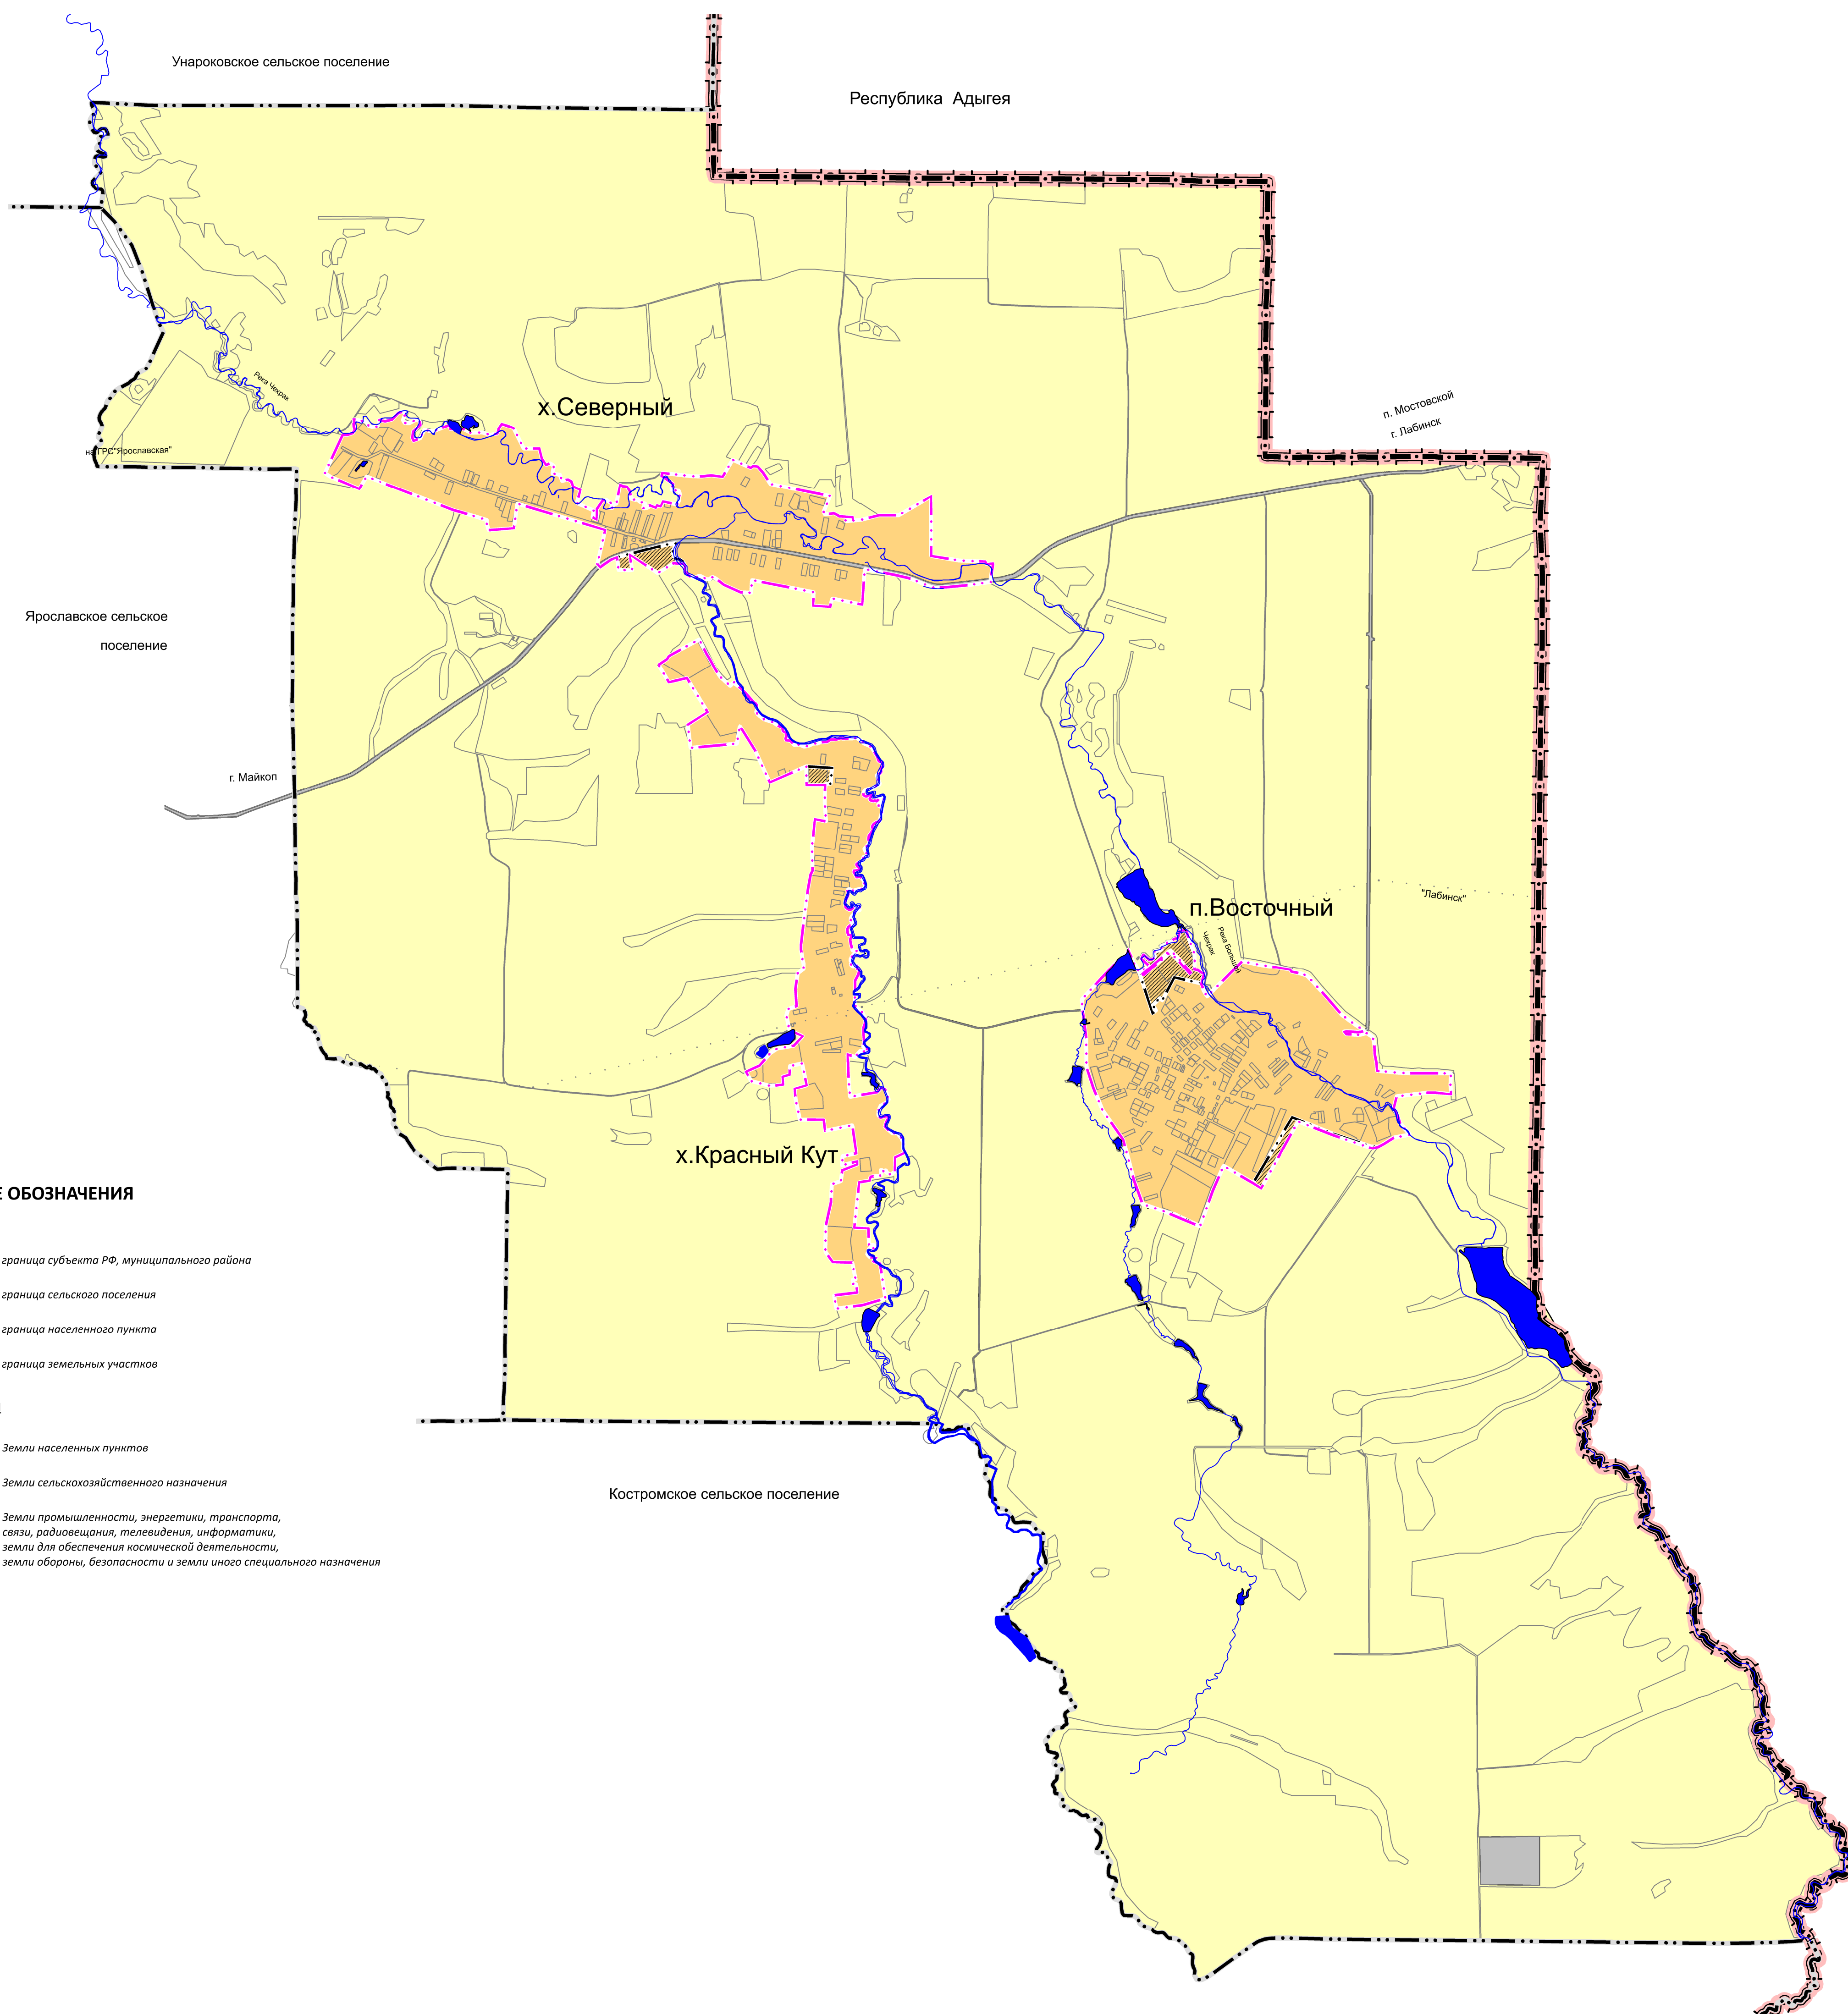 Унароковское сельское поселение
Республика Адыгея
п. Мостовской
г. Лабинск
х.Северный
Река Чехрак
на ГРС"Ярославская"
Ярославское сельское
поселение
г. Майкоп
"Лабинск"
п.Восточный
Река Большой
Чехрак
х.Красный Кут
Е ОБОЗНАЧЕНИЯ
граница субъекта РФ, муниципального района
граница сельского поселения
граница населенного пункта
граница земельных участков
Земли населенных пунктов
Земли сельскохозяйственного назначения
Земли промышленности, энергетики, транспорта,
связи, радиовещания, телевидения, информатики,
земли для обеспечения космической деятельности,
земли обороны, безопасности и земли иного специального назначения
Костромское сельское поселение